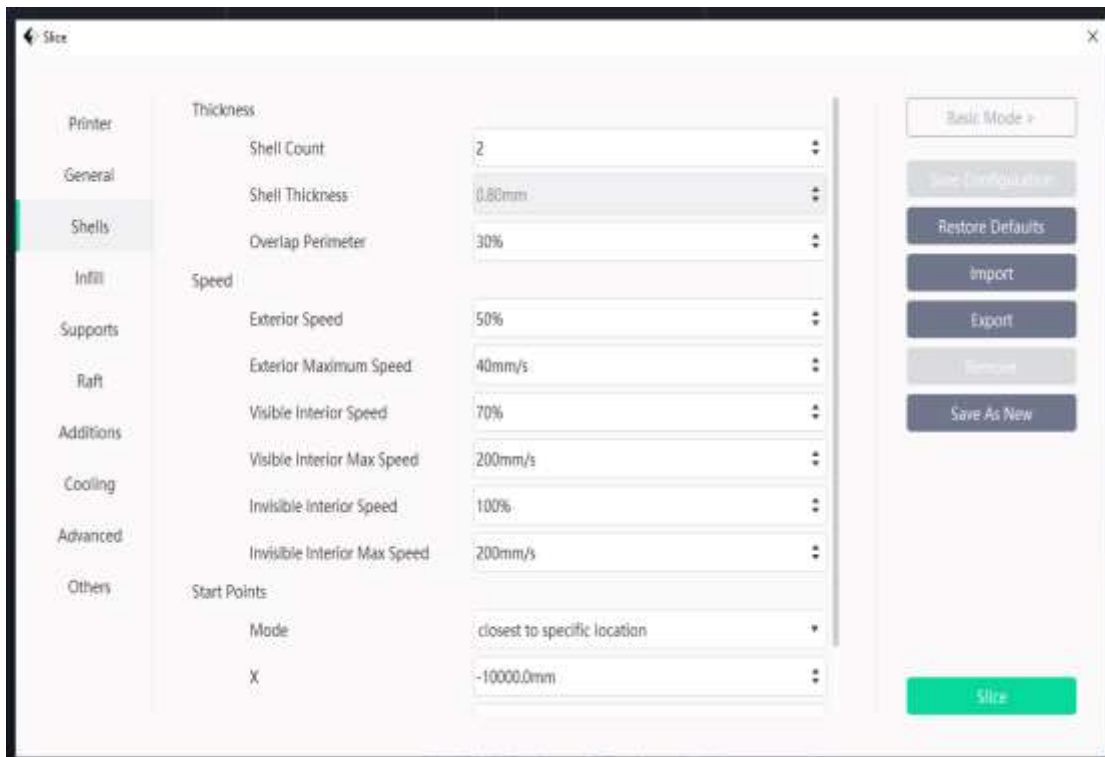 Slice
Printer
General
Shells
Infill
Supports
Raft
Additions
Cooling
Advanced
Others
Thickness
Shell Count 2
Shell Thickness 0.80mm
Overlap Perimeter 30%
Speed
Exterior Speed 50%
Exterior Maximum Speed 40mm/s
Visible Interior Speed 70%
Visible Interior Max Speed 200mm/s
Invisible Interior Speed 100%
Invisible Interior Max Speed 200mm/s
Start Points
Mode closest to specific location
X -10000.0mm
Basic Mode >
Save Configuration
Restore Defaults
Import
Export
Remove
Save As New
Slice